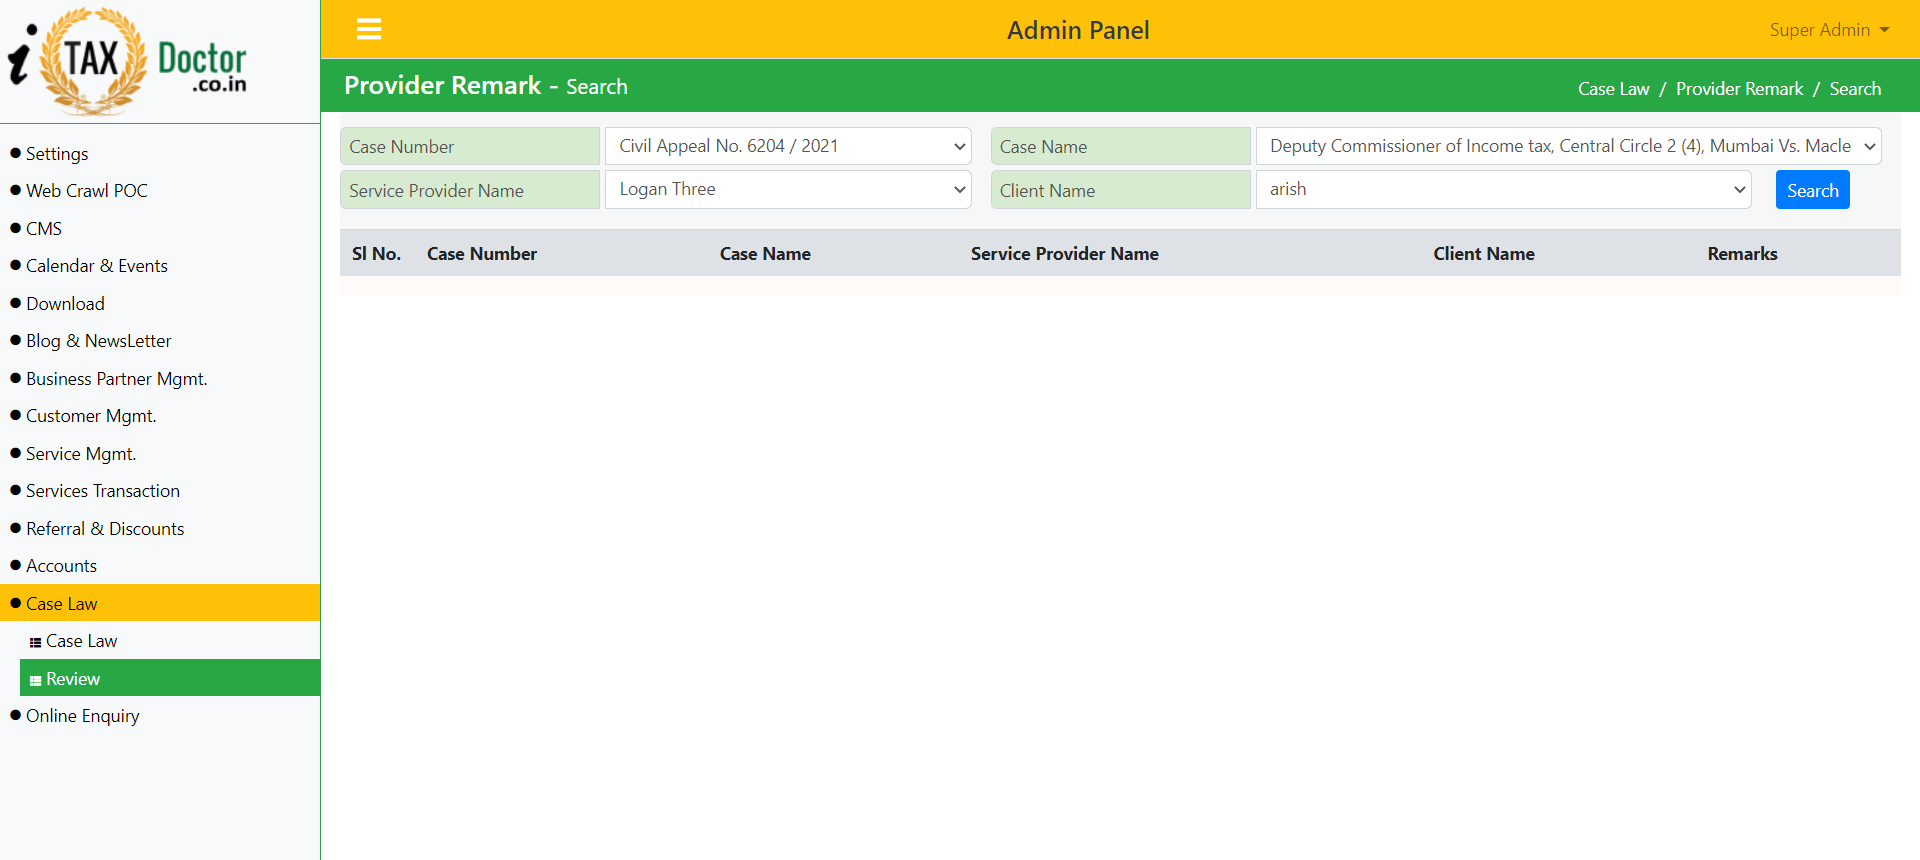 i TAX Doctor
.co.in
Admin Panel
Super Admin
Provider Remark - Search
Case Law / Provider Remark / Search
Case Number
Civil Appeal No. 6204 / 2021
Case Name
Deputy Commissioner of Income tax, Central Circle 2 (4), Mumbai Vs. Macle
Service Provider Name
Logan Three
Client Name
arish
Search
Sl No. Case Number Case Name Service Provider Name Client Name Remarks
Settings
Web Crawl POC
CMS
Calendar & Events
Download
Blog & NewsLetter
Business Partner Mgmt.
Customer Mgmt.
Service Mgmt.
Services Transaction
Referral & Discounts
Accounts
Case Law
Case Law
Review
Online Enquiry